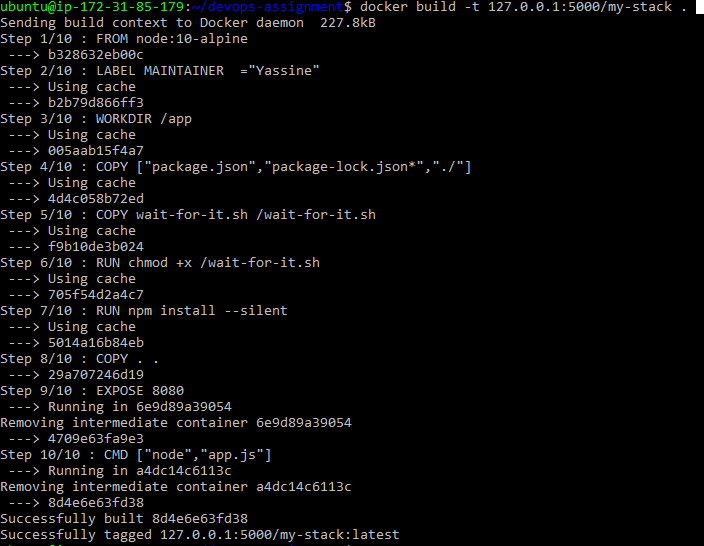 ubuntu@ip-172-31-85-179:~/devops-assignment$ docker build -t 127.0.0.1:5000/my-stack .
Sending build context to Docker daemon  227.8kB
Step 1/10 : FROM node:10-alpine
 ---> b328632eb00c
Step 2/10 : LABEL MAINTAINER  ="Yassine"
 ---> Using cache
 ---> b2b79d866ff3
Step 3/10 : WORKDIR /app
 ---> Using cache
 ---> 005aab15f4a7
Step 4/10 : COPY ["package.json","package-lock.json*","./"]
 ---> Using cache
 ---> 4d4c058b72ed
Step 5/10 : COPY wait-for-it.sh /wait-for-it.sh
 ---> Using cache
 ---> f9b10de3b024
Step 6/10 : RUN chmod +x /wait-for-it.sh
 ---> Using cache
 ---> 705f54d2a4c7
Step 7/10 : RUN npm install --silent
 ---> Using cache
 ---> 5014a16b84eb
Step 8/10 : COPY . .
 ---> 29a707246d19
Step 9/10 : EXPOSE 8080
 ---> Running in 6e9d89a39054
Removing intermediate container 6e9d89a39054
 ---> 4709e63fa9e3
Step 10/10 : CMD ["node","app.js"]
 ---> Running in a4dc14c6113c
Removing intermediate container a4dc14c6113c
 ---> 8d4e6e63fd38
Successfully built 8d4e6e63fd38
Successfully tagged 127.0.0.1:5000/my-stack:latest